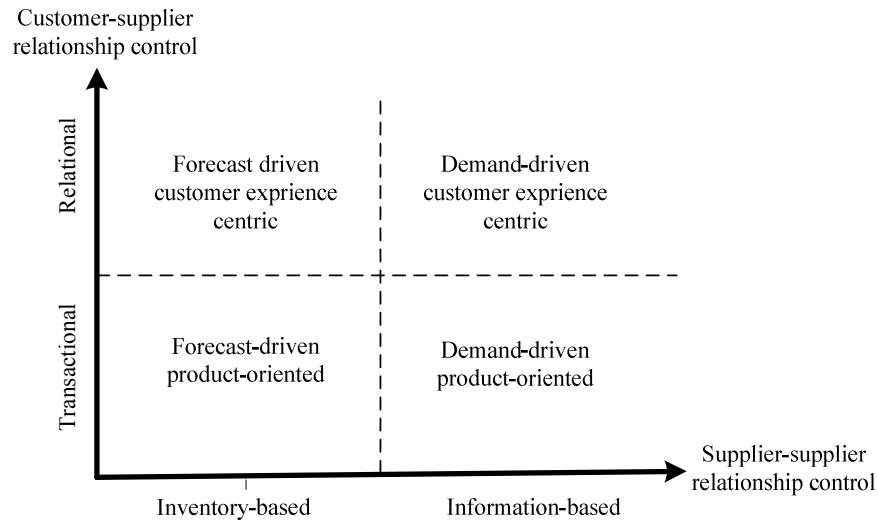 Customer-supplier
relationship control
Relational
Forecast driven
customer exprience
centric
Demand-driven
customer exprience
centric
Transactional
Forecast-driven
product-oriented
Demand-driven
product-oriented
Supplier-supplier
relationship control
Inventory-based
Information-based